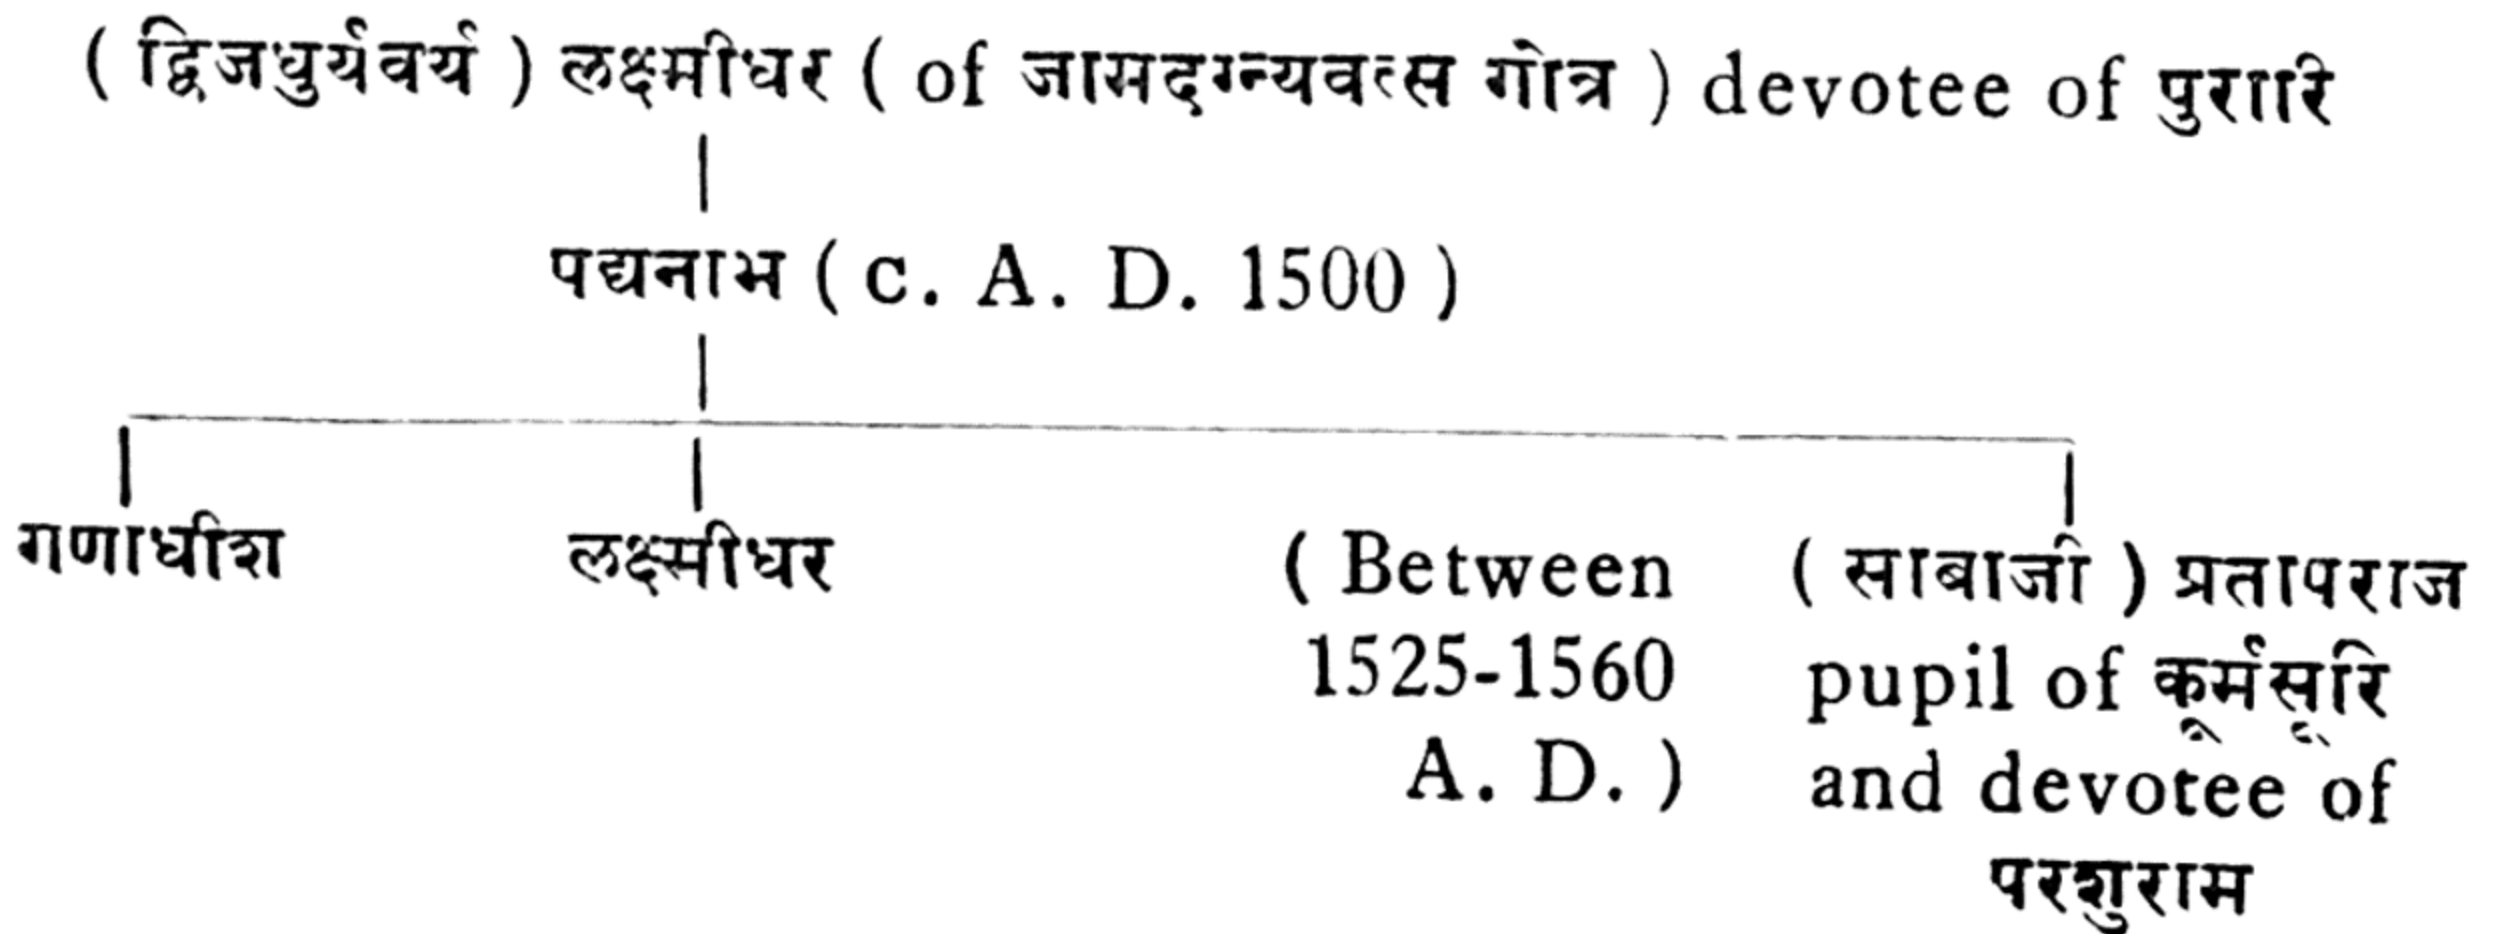 ( द्विजधुर्यवर्य ) लक्ष्मीधर ( of जामदग्न्यवत्स गोत्र ) devotee of पुरारि
पद्यनाभ ( c. A. D. 1500 )
गणाधीश लक्ष्मीधर ( Between ( साबाजी ) प्रतापराज
1525-1560 pupil of कूर्मसूरि
A. D. ) and devotee of
परशुराम